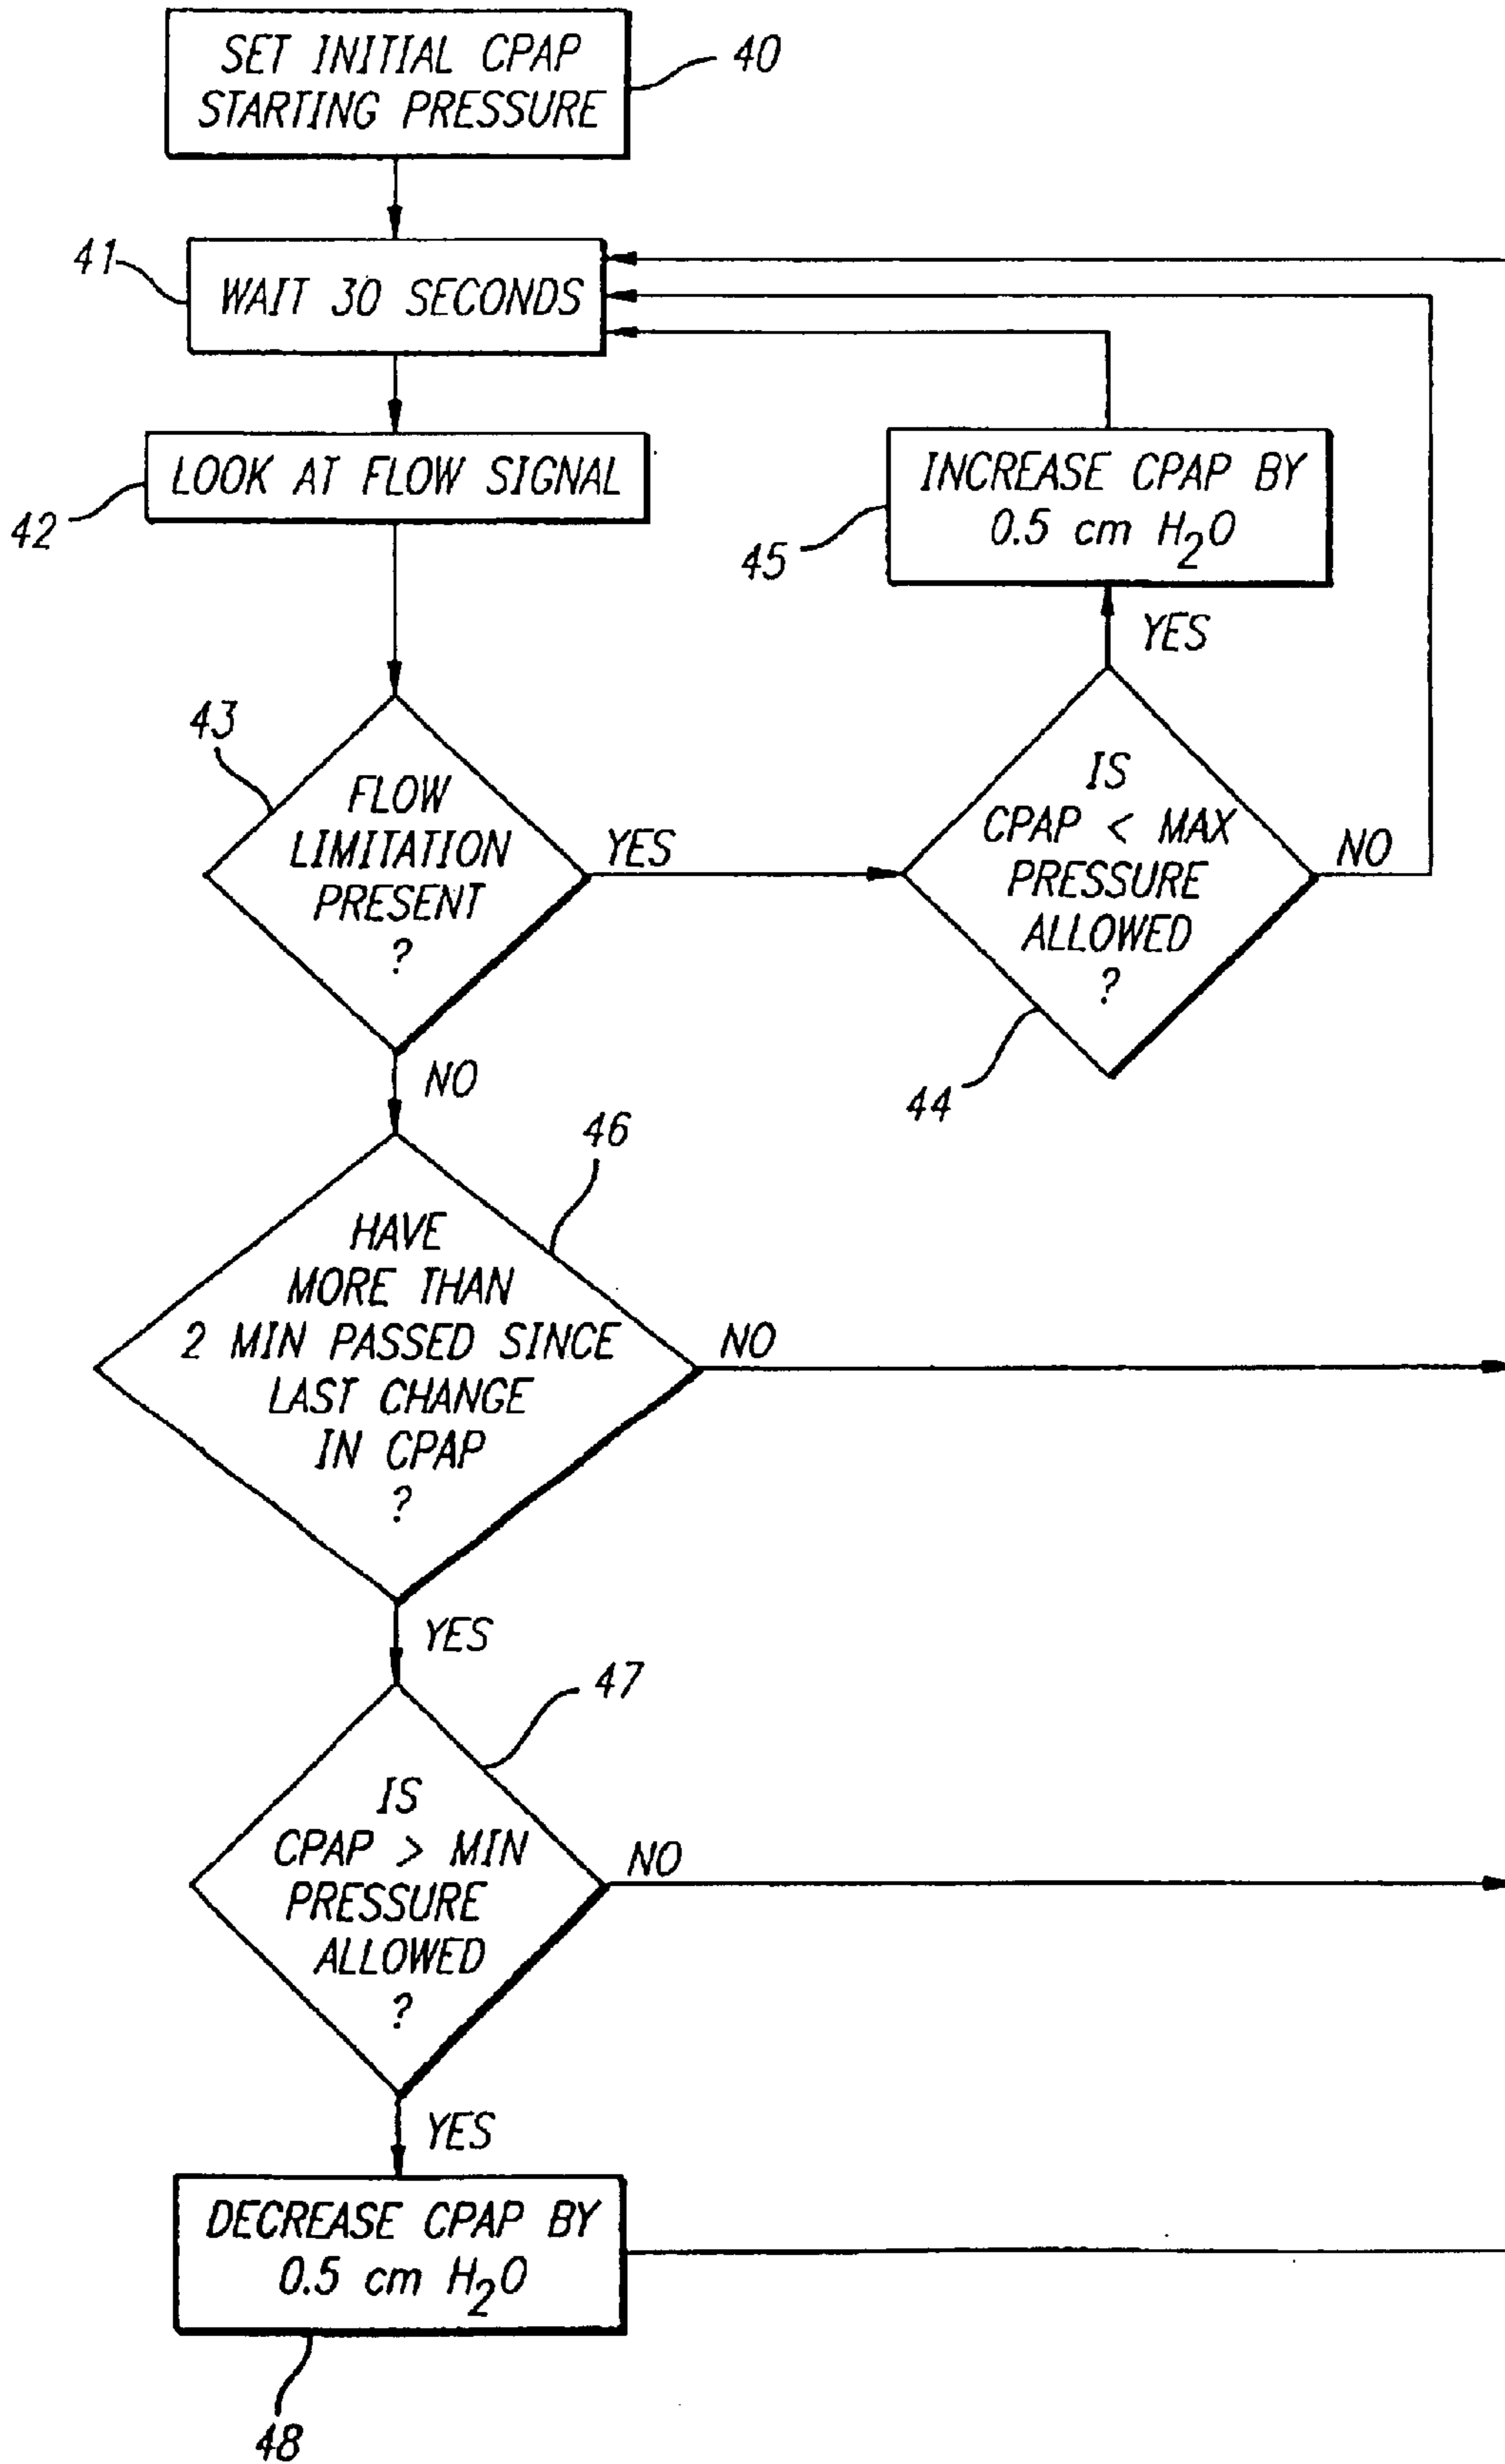 SET INITIAL CPAP
STARTING PRESSURE
40
41
WAIT 30 SECONDS
LOOK AT FLOW SIGNAL
42
INCREASE CPAP BY
0.5 cm H₂O
45
YES
43
FLOW
LIMITATION
PRESENT
?
YES
IS
CPAP < MAX
PRESSURE
ALLOWED
?
NO
44
NO
46
HAVE
MORE THAN
2 MIN PASSED SINCE
LAST CHANGE
IN CPAP
?
NO
YES
47
IS
CPAP > MIN
PRESSURE
ALLOWED
?
NO
YES
DECREASE CPAP BY
0.5 cm H₂O
48